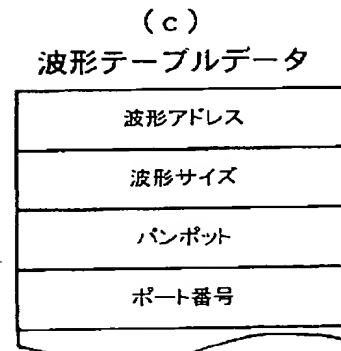 (c)
波形テーブルデータ
波形アドレス
波形サイズ
パンポット
ポート番号